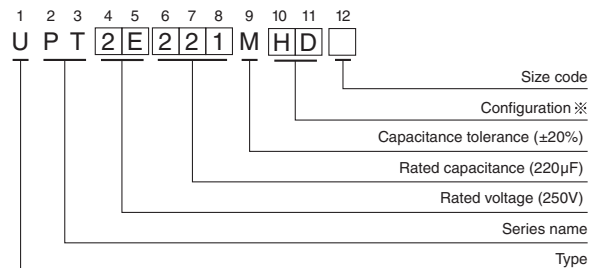 1 2 3 4 5 6 7 8 9 10 11 12
U P T 2 E 2 2 1 M H D
Size code
Configuration ※
Capacitance tolerance (±20%)
Rated capacitance (220µF)
Rated voltage (250V)
Series name
Type